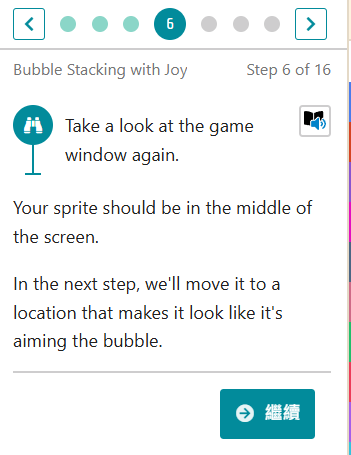 6
Bubble Stacking with Joy Step 6 of 16
Take a look at the game
window again.
Your sprite should be in the middle of
the screen.
In the next step, we'll move it to a
location that makes it look like it's
aiming the bubble.
繼續